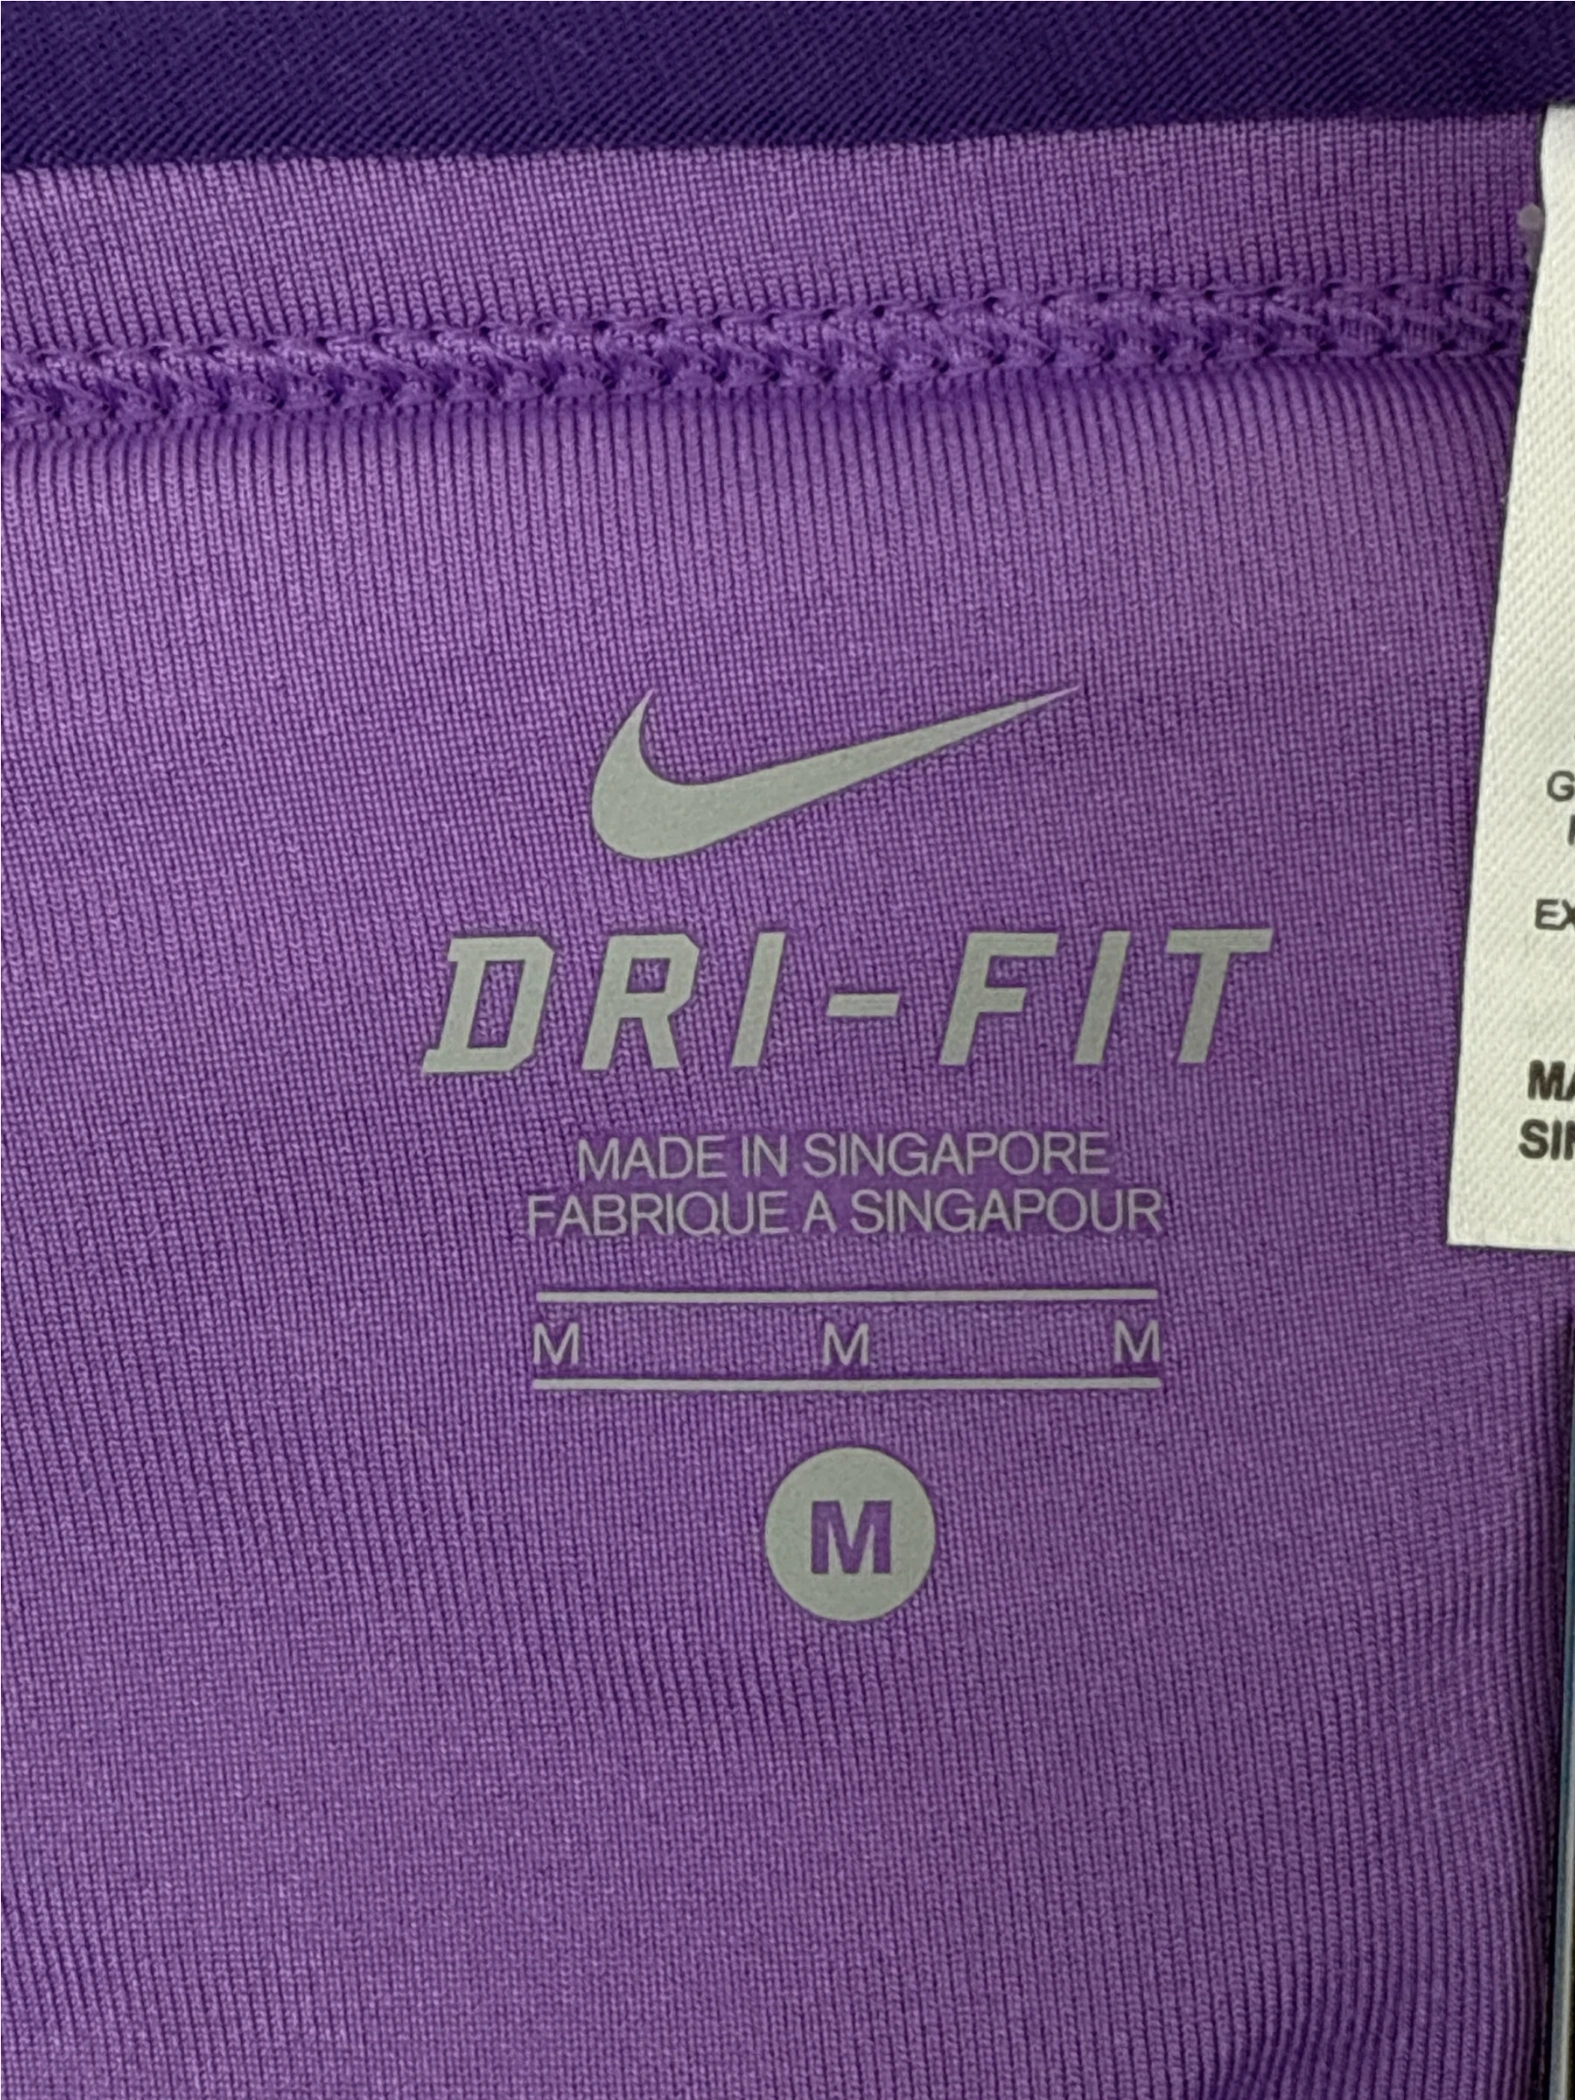 DRI-FIT
MADE IN SINGAPORE
FABRIQUE A SINGAPOUR
M M M
M